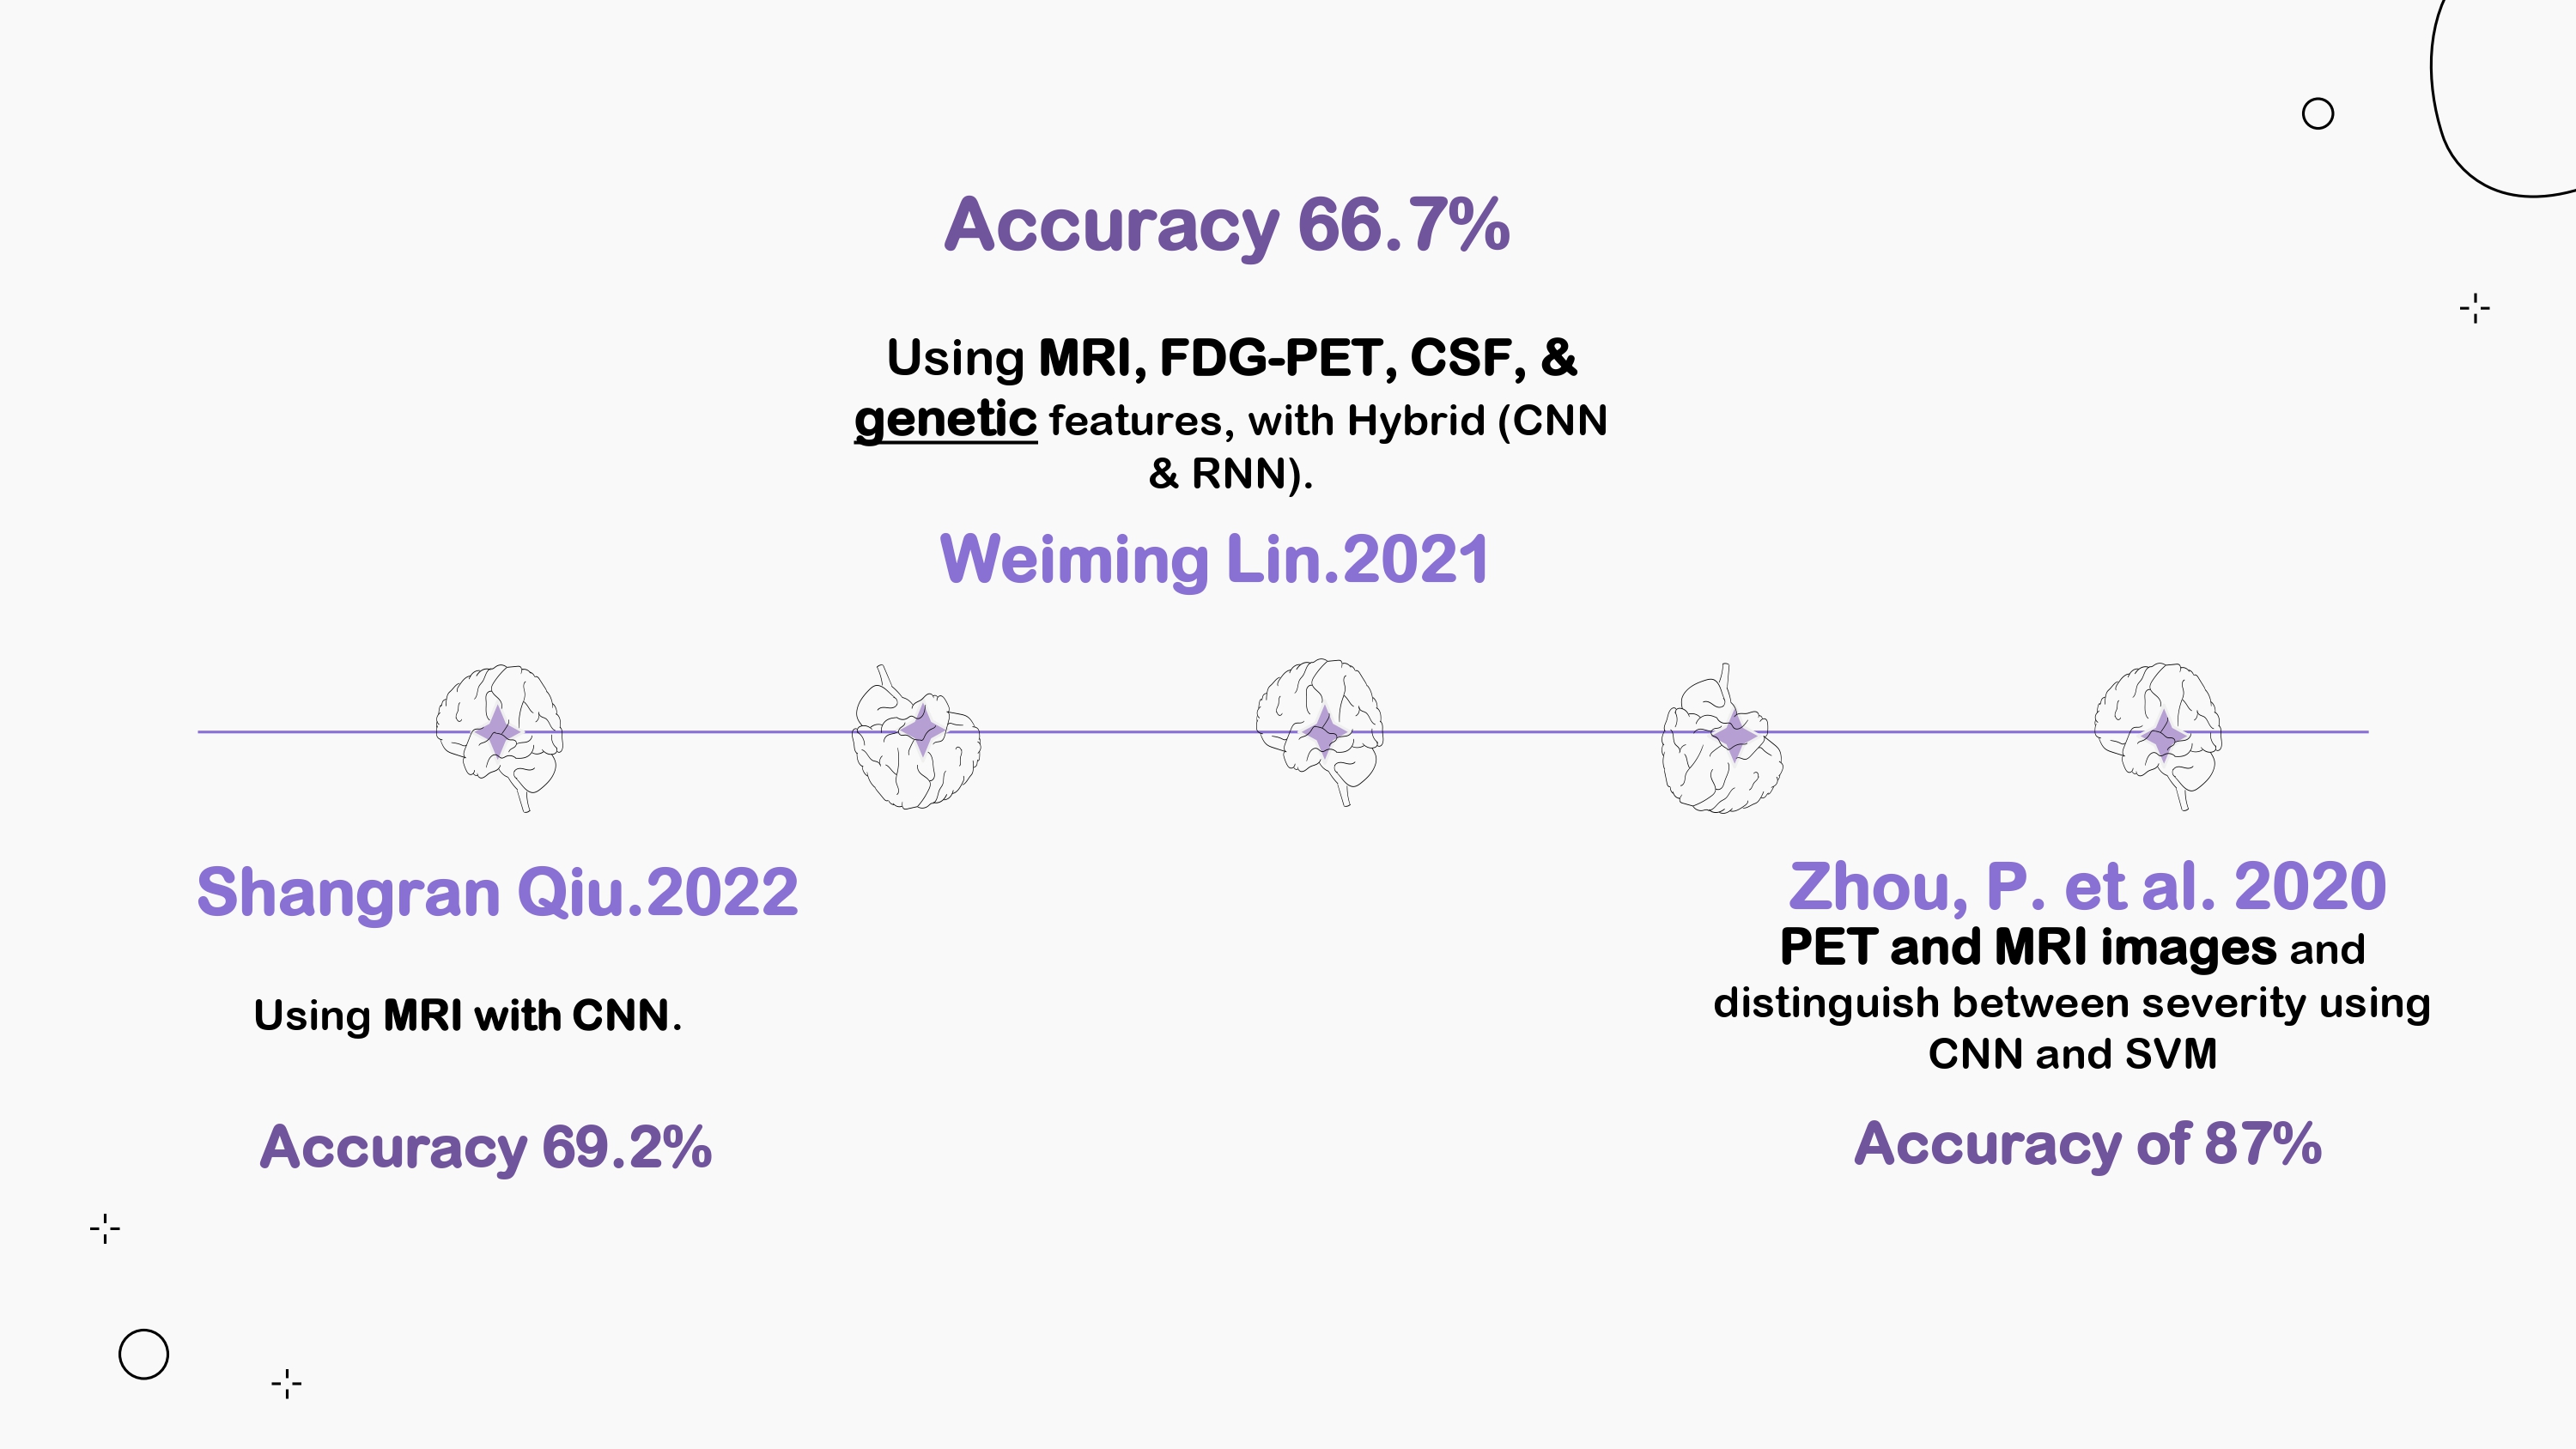 Accuracy 66.7%
Using MRI, FDG-PET, CSF, &
genetic features, with Hybrid (CNN
& RNN).
Weiming Lin.2021
Shangran Qiu.2022
Using MRI with CNN.
Accuracy 69.2%
Zhou, P. et al. 2020
PET and MRI images and
distinguish between severity using
CNN and SVM
Accuracy of 87%